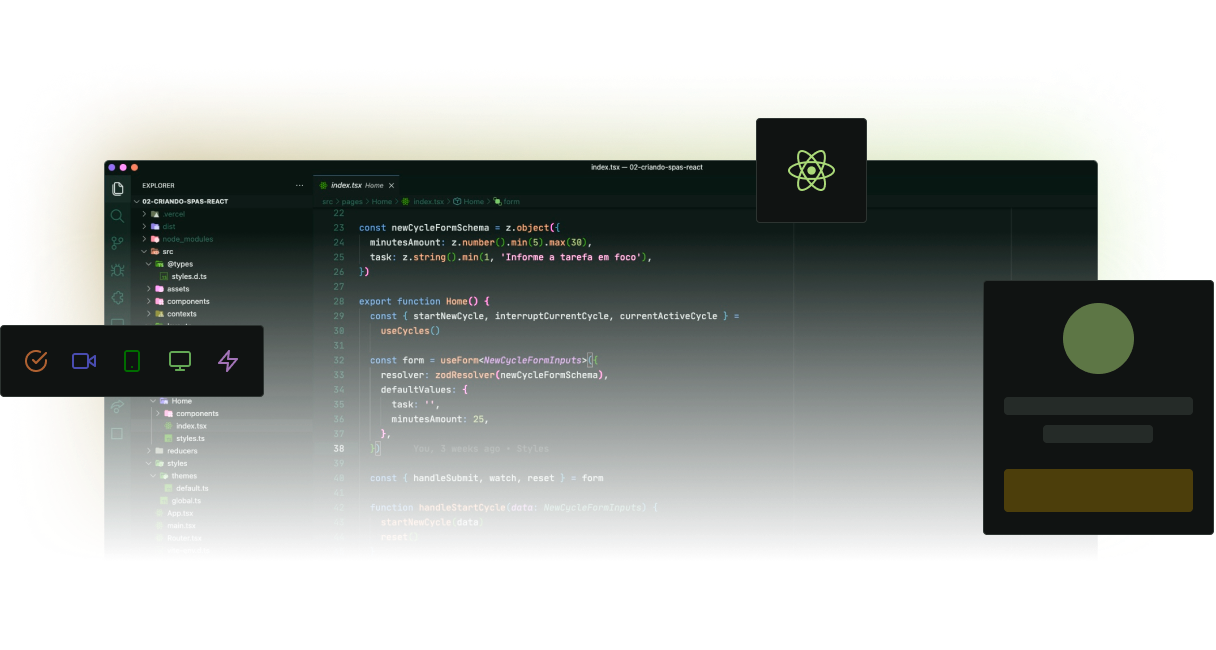 index.tsx — 02-criando-spas-react
EXPLORER
...
02-CRIANDO-SPAS-REACT
.vercel
dist
node_modules
src
@types
styles.d.ts
assets
components
contexts
Home
components
index.tsx
styles.ts
reducers
styles
themes
default.ts
global.ts
App.tsx
main.tsx
Router.tsx
index.tsx Home ×
src > pages > Home > index.tsx > Home > form
22
23 const newCycleFormSchema = z.object({
24 minutesAmount: z.number().min(5).max(30),
25 task: z.string().min(1, 'Informe a tarefa em foco'),
26 })
27
28 export function Home() {
29 const { startNewCycle, interruptCurrentCycle, currentActiveCycle } =
30 useCycles()
31
32 const form = useForm<NewCycleFormInputs>({
33 resolver: zodResolver(newCycleFormSchema),
34 defaultValues: {
35 task: '',
36 minutesAmount: 25,
37 },
38 }) You, 3 weeks ago • Styles
39
40 const { handleSubmit, watch, reset } = form
41
function handleStartCycle(data: NewCycleFormInputs) {
startNewCycle(data)
reset()